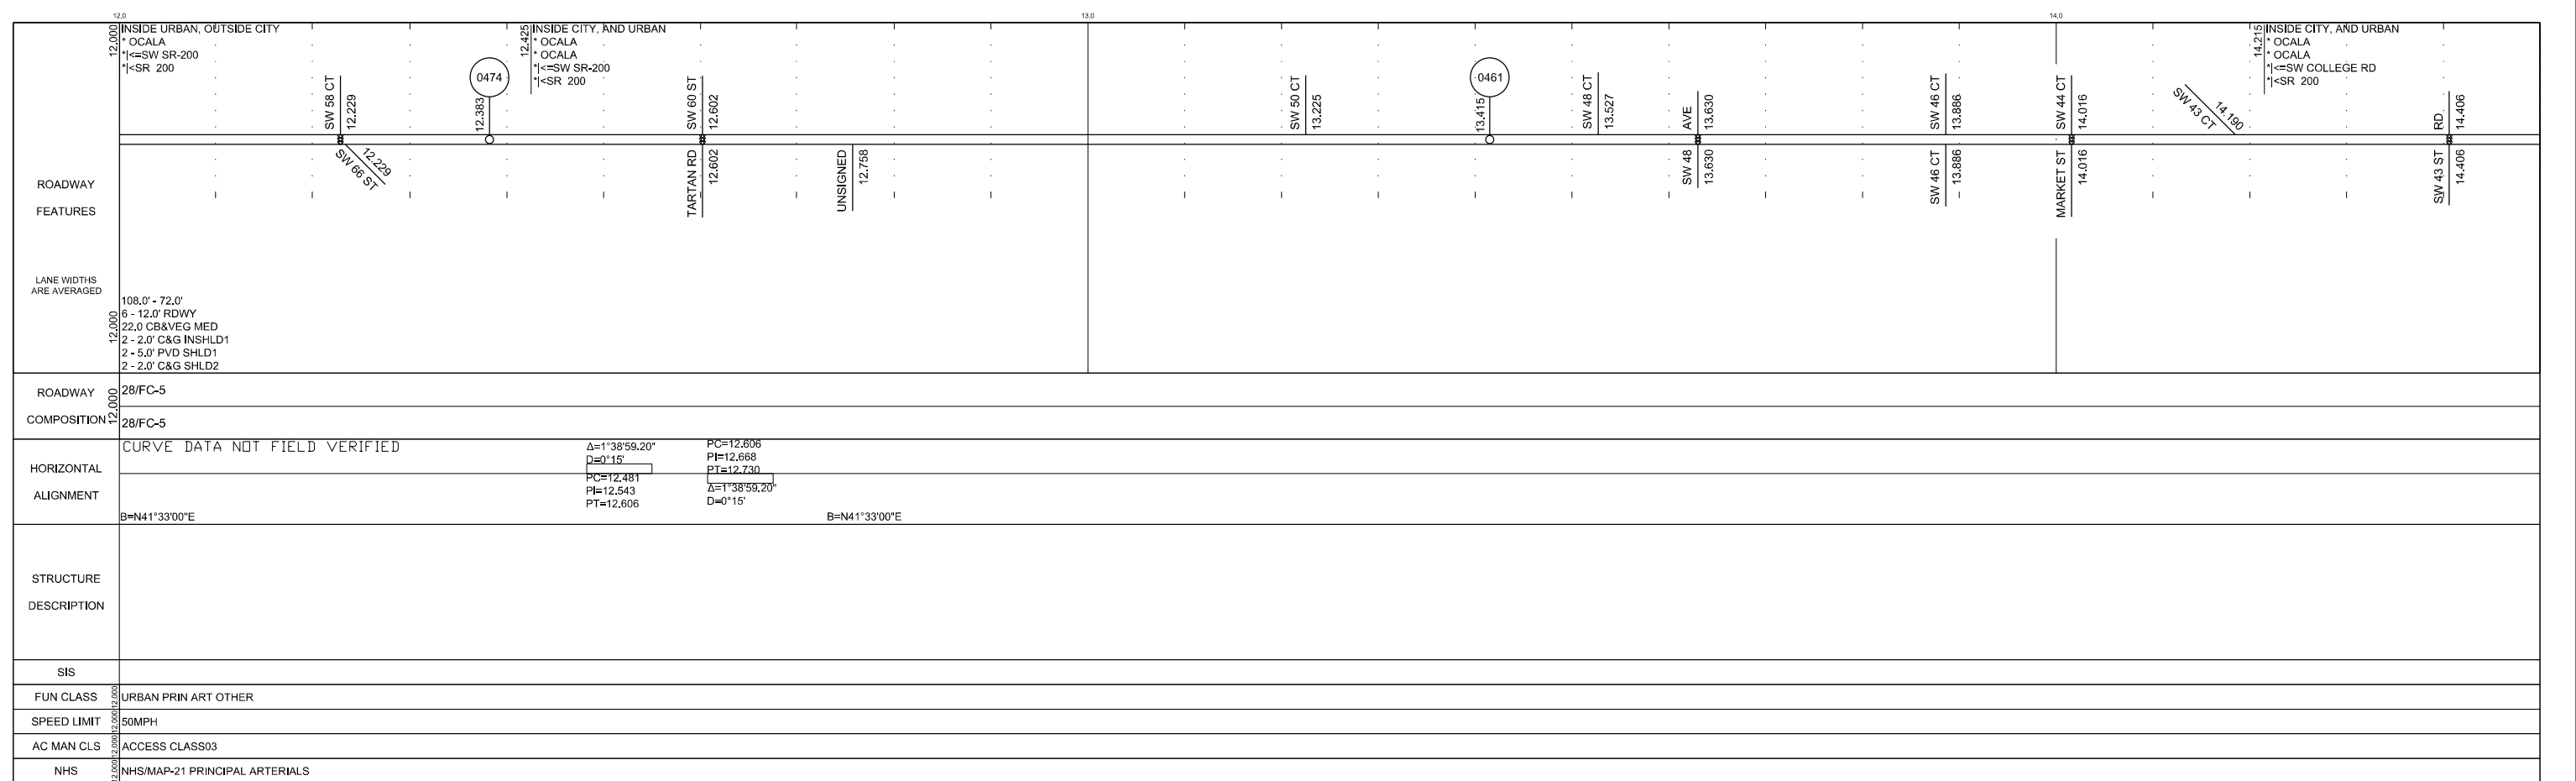 12.0
13.0
14.0
12.000
INSIDE URBAN, OUTSIDE CITY
* OCALA
*|<=SW SR-200
*|<SR 200
12.425
INSIDE CITY, AND URBAN
* OCALA
* OCALA
*|<=SW SR-200
*|<SR 200
14.215
INSIDE CITY, AND URBAN
* OCALA
* OCALA
*|<=SW COLLEGE RD
*|<SR 200
SW 58 CT
12.229
0474
12.383
SW 60 ST
12.602
SW 50 CT
13.225
0461
13.415
SW 48 CT
13.527
AVE
13.630
SW 46 CT
13.886
SW 44 CT
14.016
14.190
SW 43 CT
RD
14.406
12.229
SW 66 ST
TARTAN RD
12.602
UNSIGNED
12.758
SW 48
13.630
SW 46 CT
13.886
MARKET ST
14.016
SW 43 ST
14.406
ROADWAY
FEATURES
LANE WIDTHS
ARE AVERAGED
12.000
108.0' - 72.0'
6 - 12.0' RDWY
22.0 CB&VEG MED
2 - 2.0' C&G INSHLD1
2 - 5.0' PVD SHLD1
2 - 2.0' C&G SHLD2
ROADWAY
COMPOSITION
12.000
28/FC-5
28/FC-5
HORIZONTAL
ALIGNMENT
CURVE DATA NOT FIELD VERIFIED
Δ=1°38'59.20"
D=0°15'
PC=12.481
PI=12.543
PT=12.606
PC=12.606
PI=12.668
PT=12.730
Δ=1°38'59.20"
D=0°15'
B=N41°33'00"E
B=N41°33'00"E
STRUCTURE
DESCRIPTION
SIS
FUN CLASS
12.000
URBAN PRIN ART OTHER
SPEED LIMIT
12.000
50MPH
AC MAN CLS
12.000
ACCESS CLASS03
NHS
12.000
NHS/MAP-21 PRINCIPAL ARTERIALS